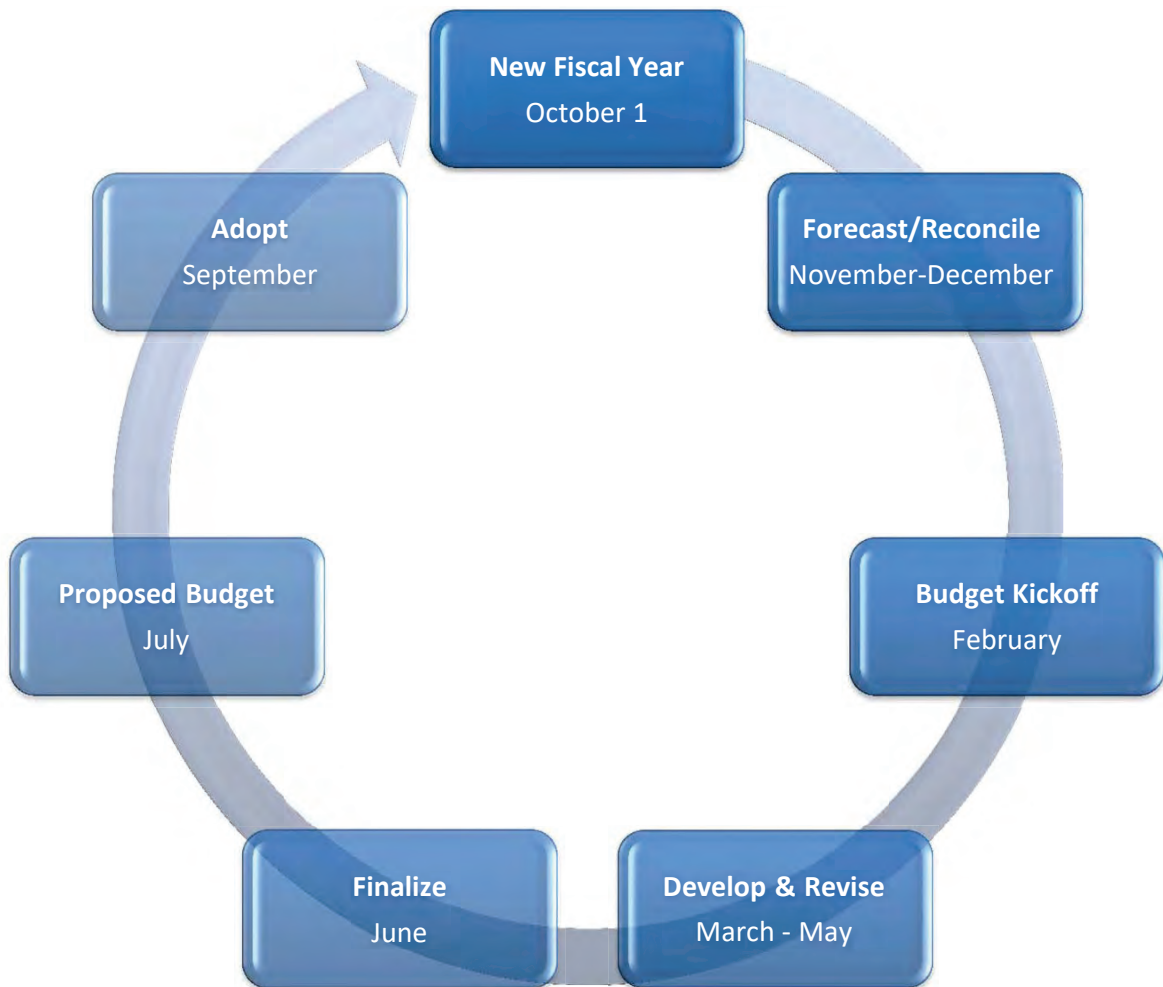 New Fiscal Year
October 1
Forecast/Reconcile
November-December
Budget Kickoff
February
Develop & Revise
March - May
Finalize
June
Proposed Budget
July
Adopt
September